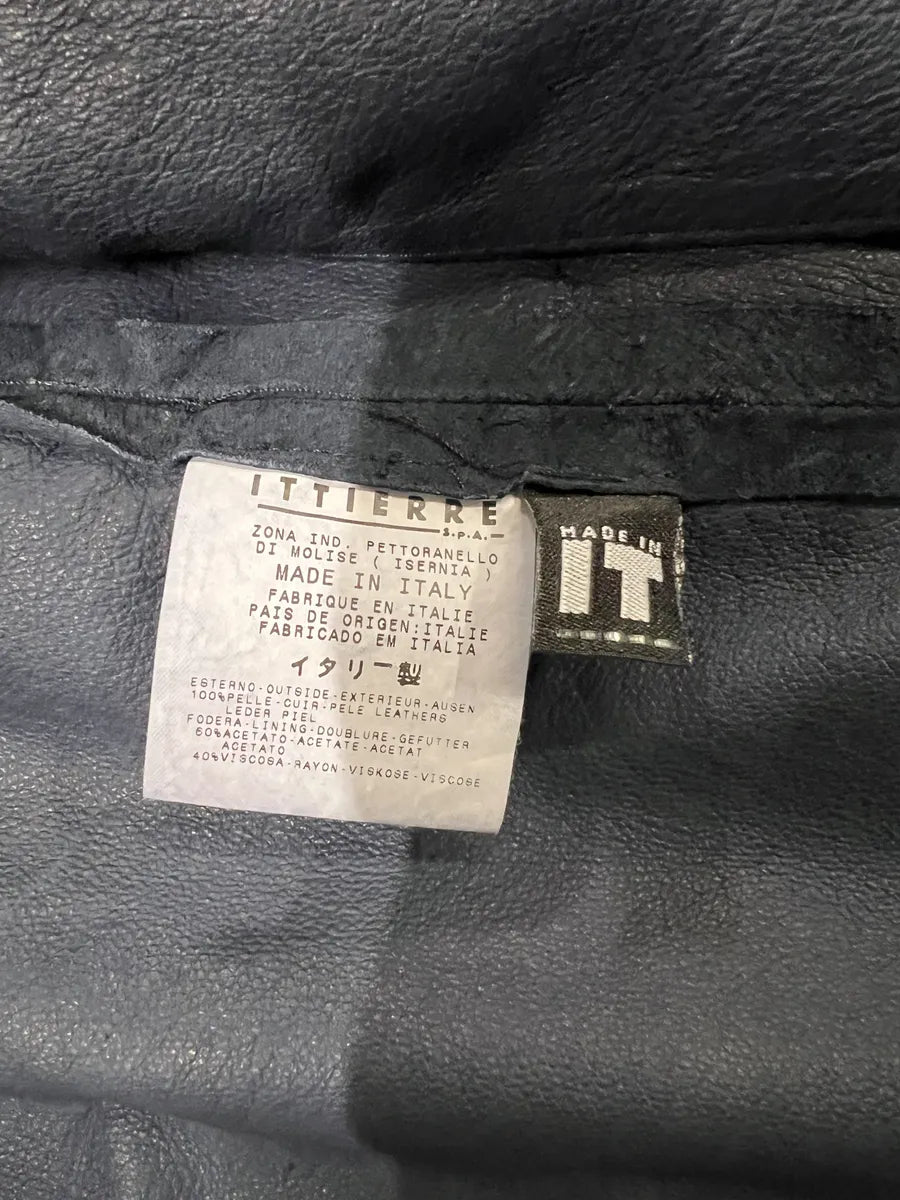 ITTIERRE
S.p.A.
ZONA IND. PETTORANELLO
DI MOLISE ( ISERNIA )
MADE IN ITALY
FABRIQUE EN ITALIE
PAIS DE ORIGEN:ITALIE
FABRICADO EM ITALIA
イタリー製
ESTERNO-OUTSIDE-EXTERIEUR-AUSEN
100%PELLE-CUIR-PELE LEATHERS
LEDER PIEL
FODERA-LINING-DOUBLURE-GEFUTTER
60%ACETATO-ACETATE-ACETAT
ACETATO
40%VISCOSA-RAYON-VISKOSE-VISCOSE
MADE IN
IT